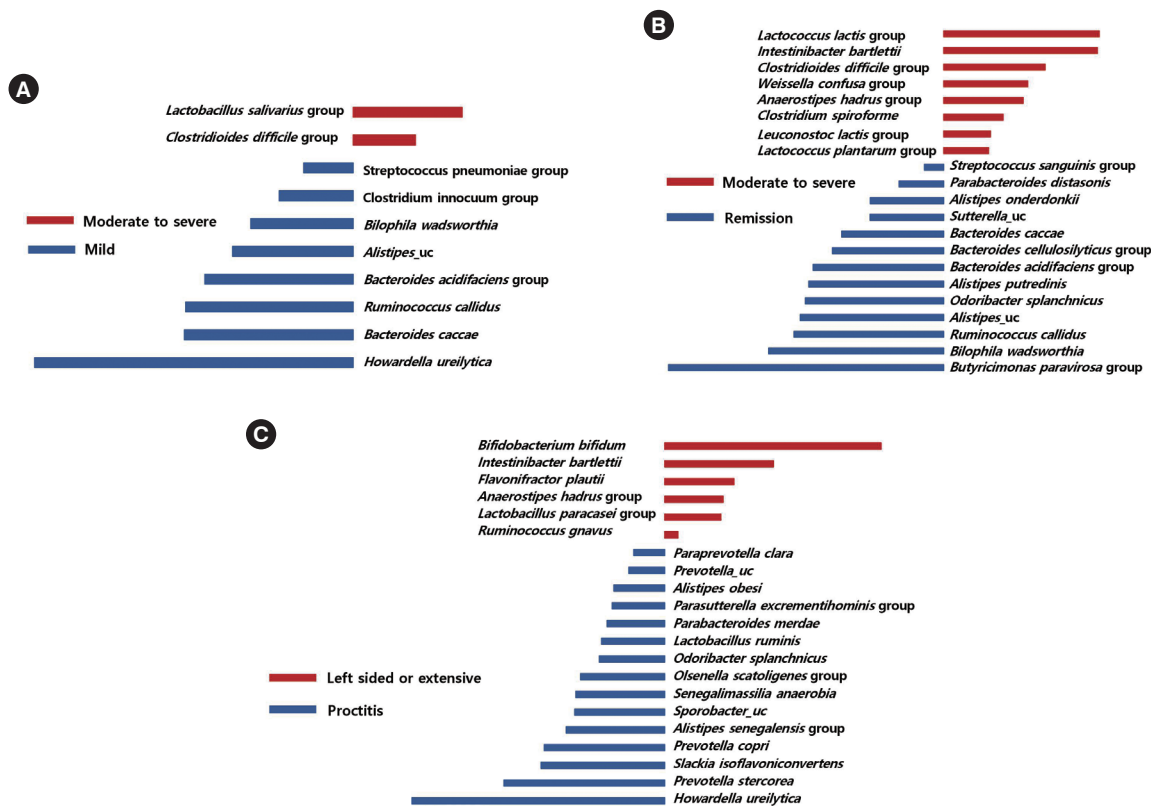 A
Lactobacillus salivarius group
Clostridioides difficile group
Streptococcus pneumoniae group
Clostridium innocuum group
Bilophila wadsworthia
Alistipes_uc
Bacteroides acidifaciens group
Ruminococcus callidus
Bacteroides caccae
Howardella ureilytica
Moderate to severe
Mild
B
Lactococcus lactis group
Intestinibacter bartlettii
Clostridioides difficile group
Weissella confusa group
Anaerostipes hadrus group
Clostridium spiroforme
Leuconostoc lactis group
Lactococcus plantarum group
Streptococcus sanguinis group
Parabacteroides distasonis
Alistipes onderdonkii
Sutterella_uc
Bacteroides caccae
Bacteroides cellulosilyticus group
Bacteroides acidifaciens group
Alistipes putredinis
Odoribacter splanchnicus
Alistipes_uc
Ruminococcus callidus
Bilophila wadsworthia
Butyricimonas paravirosa group
Moderate to severe
Remission
C
Bifidobacterium bifidum
Intestinibacter bartlettii
Flavonifractor plautii
Anaerostipes hadrus group
Lactobacillus paracasei group
Ruminococcus gnavus
Paraprevotella clara
Prevotella_uc
Alistipes obesi
Parasutterella excrementihominis group
Parabacteroides merdae
Lactobacillus ruminis
Odoribacter splanchnicus
Olsenella scatoligenes group
Senegalimassilia anaerobia
Sporobacter_uc
Alistipes senegalensis group
Prevotella copri
Slackia isoflavoniconvertens
Prevotella stercorea
Howardella ureilytica
Left sided or extensive
Proctitis